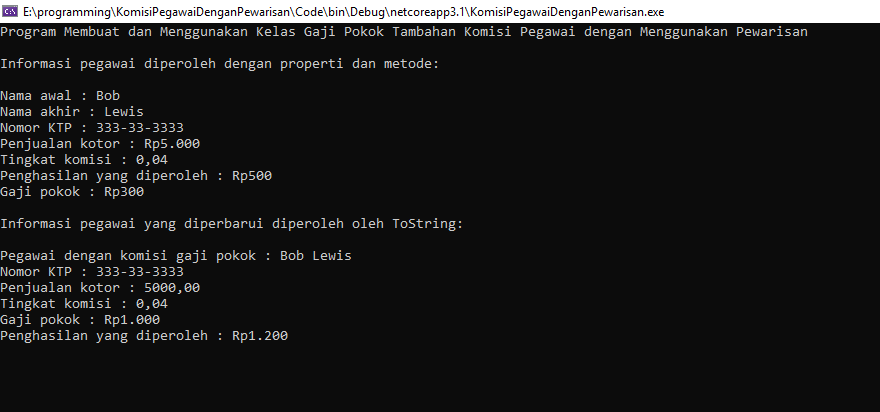 E:\programming\KomisiPegawaiDenganPewarisan\Code\bin\Debug\netcoreapp3.1\KomisiPegawaiDenganPewarisan.exe
Program Membuat dan Menggunakan Kelas Gaji Pokok Tambahan Komisi Pegawai dengan Menggunakan Pewarisan
Informasi pegawai diperoleh dengan properti dan metode:
Nama awal : Bob
Nama akhir : Lewis
Nomor KTP : 333-33-3333
Penjualan kotor : Rp5.000
Tingkat komisi : 0,04
Penghasilan yang diperoleh : Rp500
Gaji pokok : Rp300
Informasi pegawai yang diperbarui diperoleh oleh ToString:
Pegawai dengan komisi gaji pokok : Bob Lewis
Nomor KTP : 333-33-3333
Penjualan kotor : 5000,00
Tingkat komisi : 0,04
Gaji pokok : Rp1.000
Penghasilan yang diperoleh : Rp1.200